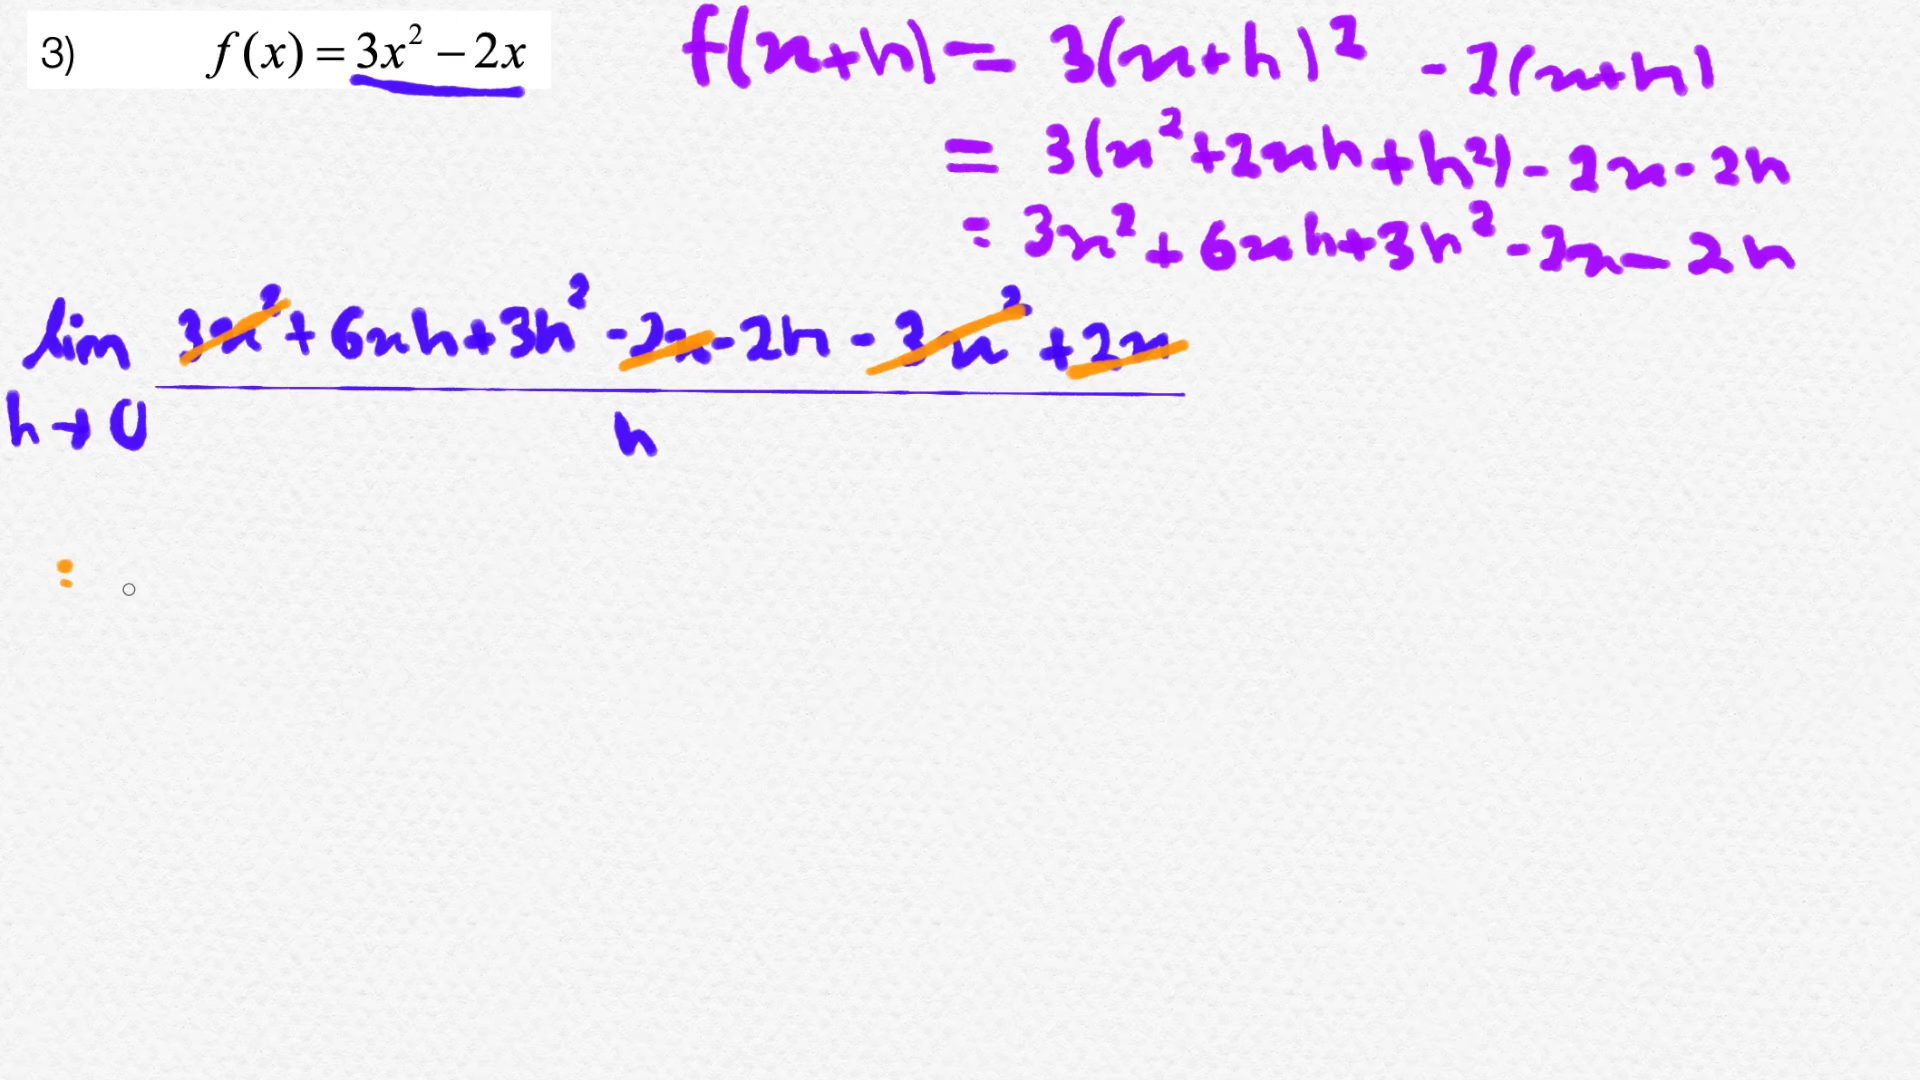 3) f(x) = 3x² − 2x
f(x+h) = 3(x+h)² - 2(x+h)
= 3(x²+2xh+h²) - 2x - 2h
= 3x² + 6xh + 3h² - 2x - 2h
lim 3x² + 6xh + 3h² - 2x - 2h - 3x² + 2x
h → 0 h
=